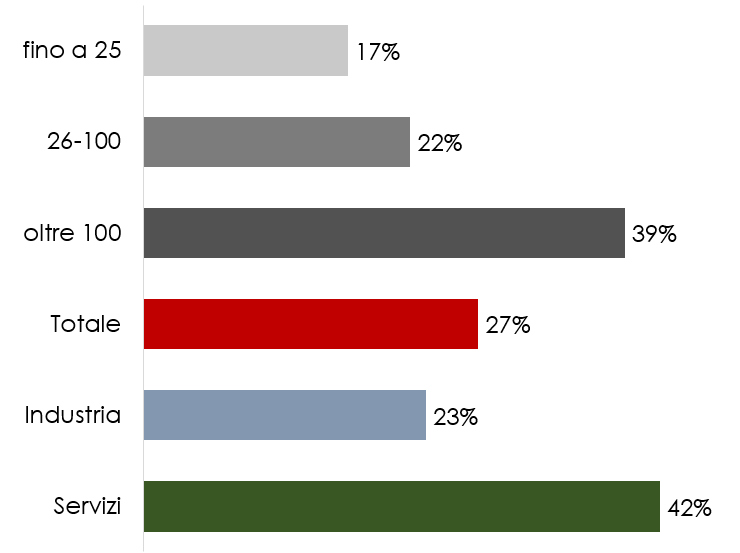 fino a 25 17%
26-100 22%
oltre 100 39%
Totale 27%
Industria 23%
Servizi 42%